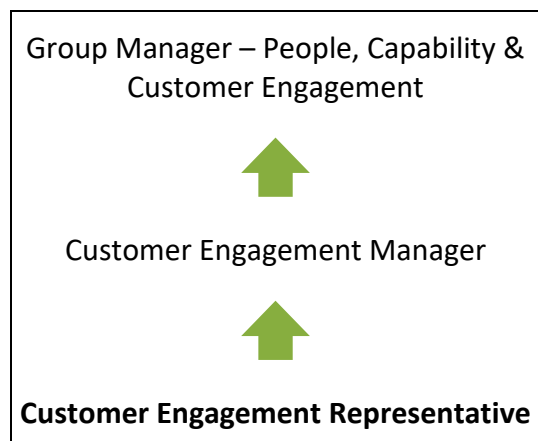 Group Manager – People, Capability &
Customer Engagement
Customer Engagement Manager
Customer Engagement Representative